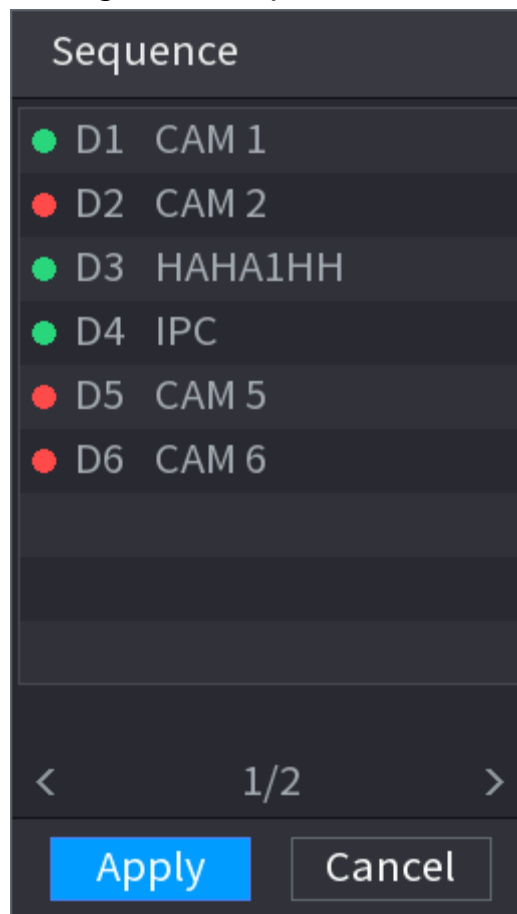 Sequence
D1 CAM 1
D2 CAM 2
D3 HAHA1HH
D4 IPC
D5 CAM 5
D6 CAM 6
< 1/2 >
Apply Cancel